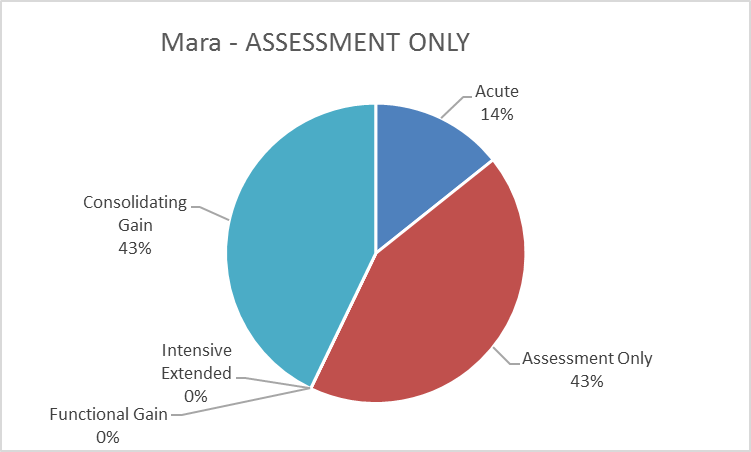 Mara - ASSESSMENT ONLY
Acute
14%
Consolidating
Gain
43%
Intensive
Extended
0%
Assessment Only
43%
Functional Gain
0%